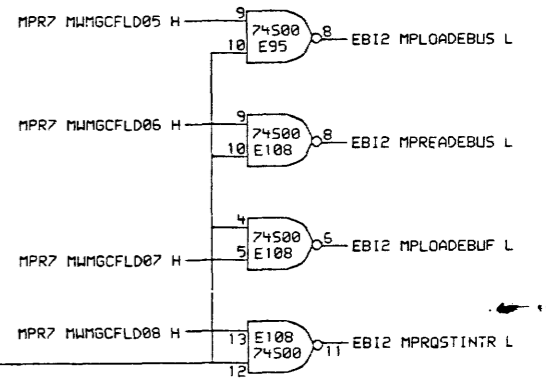 MPR7 MWMGCFLD05 H 9 74S00 8 EBI2 MPLOADEBUS L
10 E95
MPR7 MWMGCFLD06 H 9 74S00 8 EBI2 MPREADEBUS L
10 E108
4 74S00 6 EBI2 MPLOADEBUF L
MPR7 MWMGCFLD07 H 5 E108
MPR7 MWMGCFLD08 H 13 E108 11 EBI2 MPRQSTINTR L
12 74S00